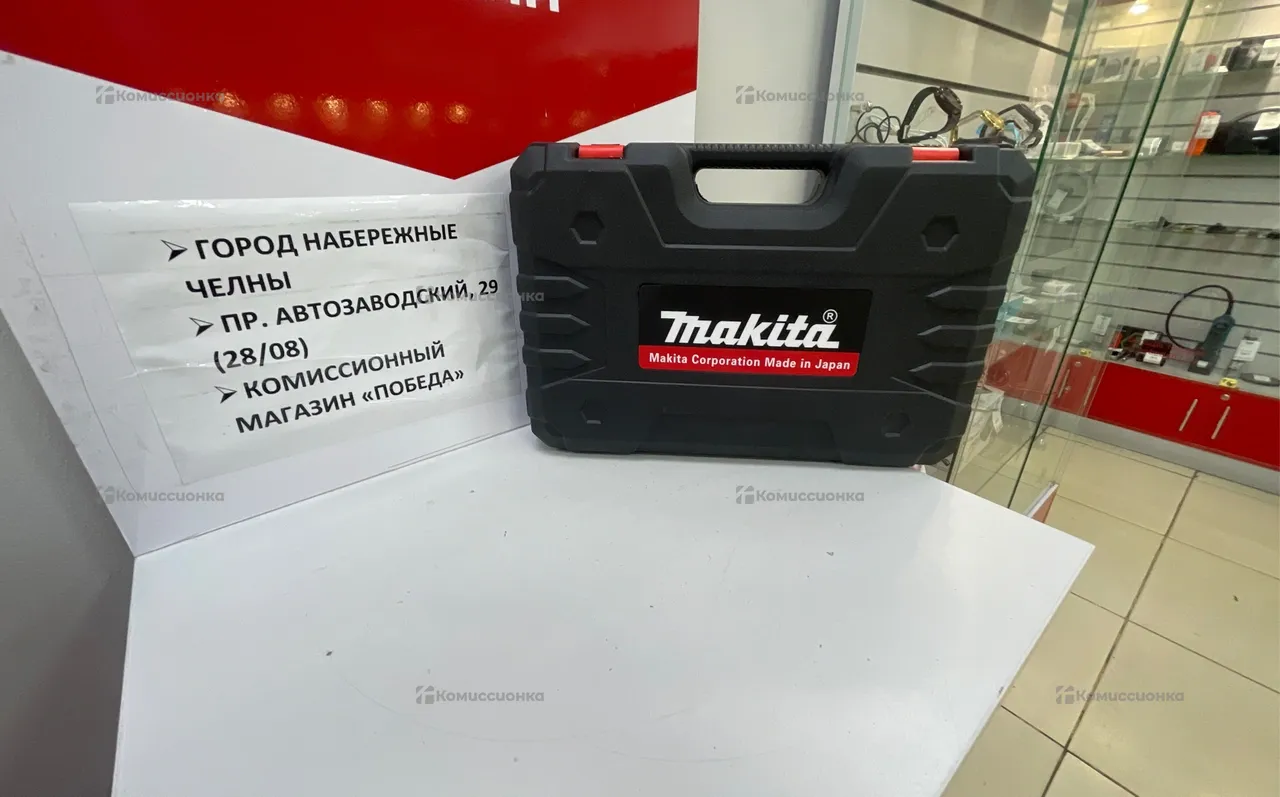 ➢ ГОРОД НАБЕРЕЖНЫЕ
ЧЕЛНЫ
➢ ПР. АВТОЗАВОДСКИЙ, 29
(28/08)
➢ КОМИССИОННЫЙ
МАГАЗИН «ПОБЕДА»
makita®
Makita Corporation Made in Japan
Комиссионка
Комиссионка
Комиссионка
Комиссионка
Комиссионка
Комиссионка
Комиссионка